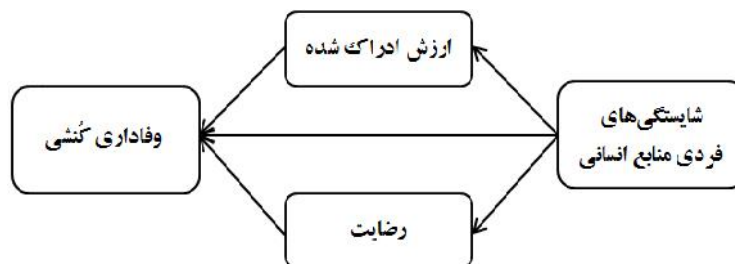 ارزش ادراک شده
شایستگی‌های
فردی منابع انسانی
وفاداری کُنشی
رضایت